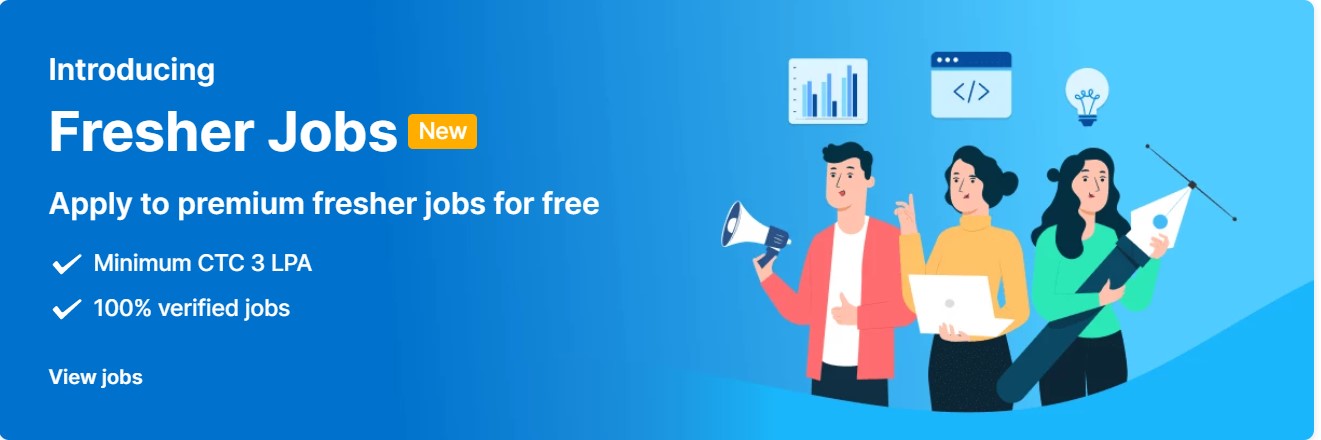 Introducing
Fresher Jobs New
Apply to premium fresher jobs for free
Minimum CTC 3 LPA
100% verified jobs
View jobs
</>